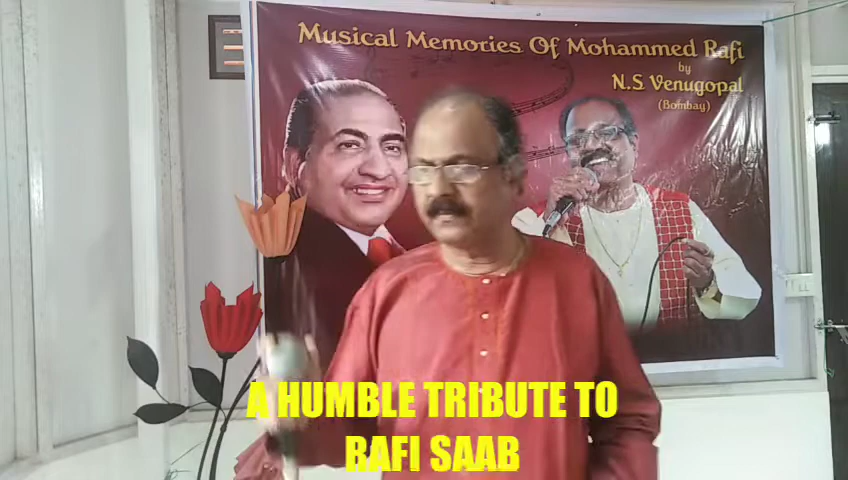 Musical Memories Of Mohammed Rafi
by
N.S Venugopal
(Bombay)
A HUMBLE TRIBUTE TO
RAFI SAAB